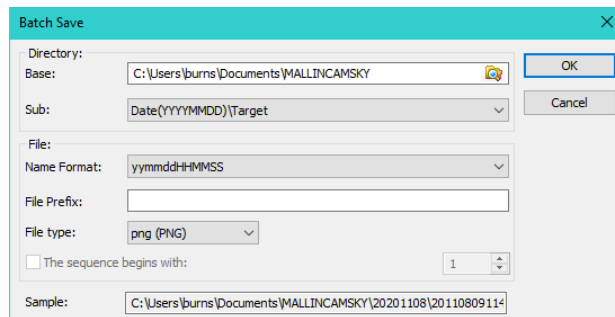 Batch Save
Directory:
Base: C:\Users\burns\Documents\MALLINCAMSKY OK
Sub: Date(YYYYMMDD)\Target Cancel
File:
Name Format: yymmddHHMMSS
File Prefix:
File type: png (PNG)
The sequence begins with: 1
Sample: C:\Users\burns\Documents\MALLINCAMSKY\20201108\20110809114